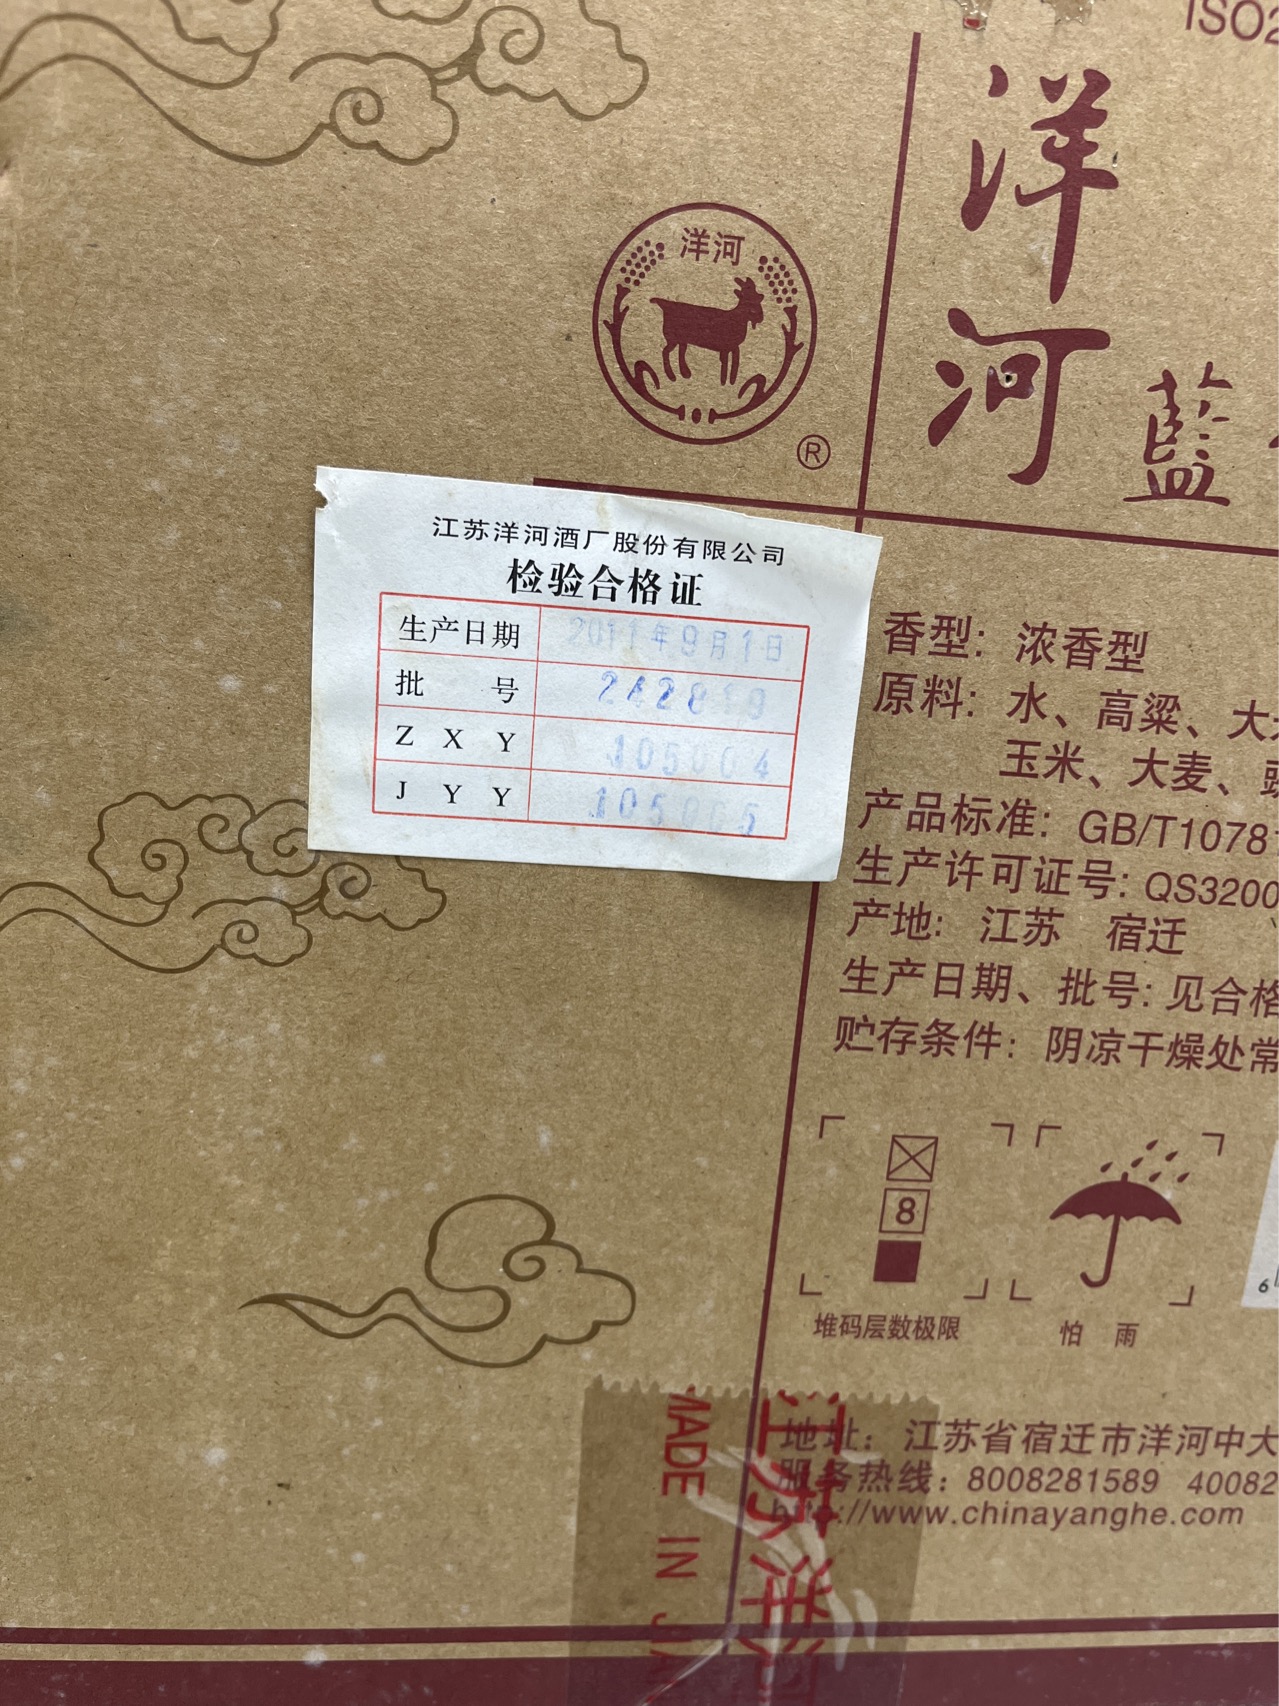 ISO2
洋河
洋河
®
藍
江苏洋河酒厂股份有限公司
检验合格证
生产日期 2011年9月1日
批 号
Z X Y 105004
J Y Y 105005
香型：浓香型
原料：水、高粱、大
玉米、大麦、
产品标准：GB/T1078
生产许可证号：QS3200
产地：江苏 宿迁
生产日期、批号：见合格
贮存条件：阴凉干燥处常
8
堆码层数极限
怕 雨
6
地址：江苏省宿迁市洋河中大
服务热线：8008281589 40082
http://www.chinayanghe.com
MADE IN JIA
江苏洋河